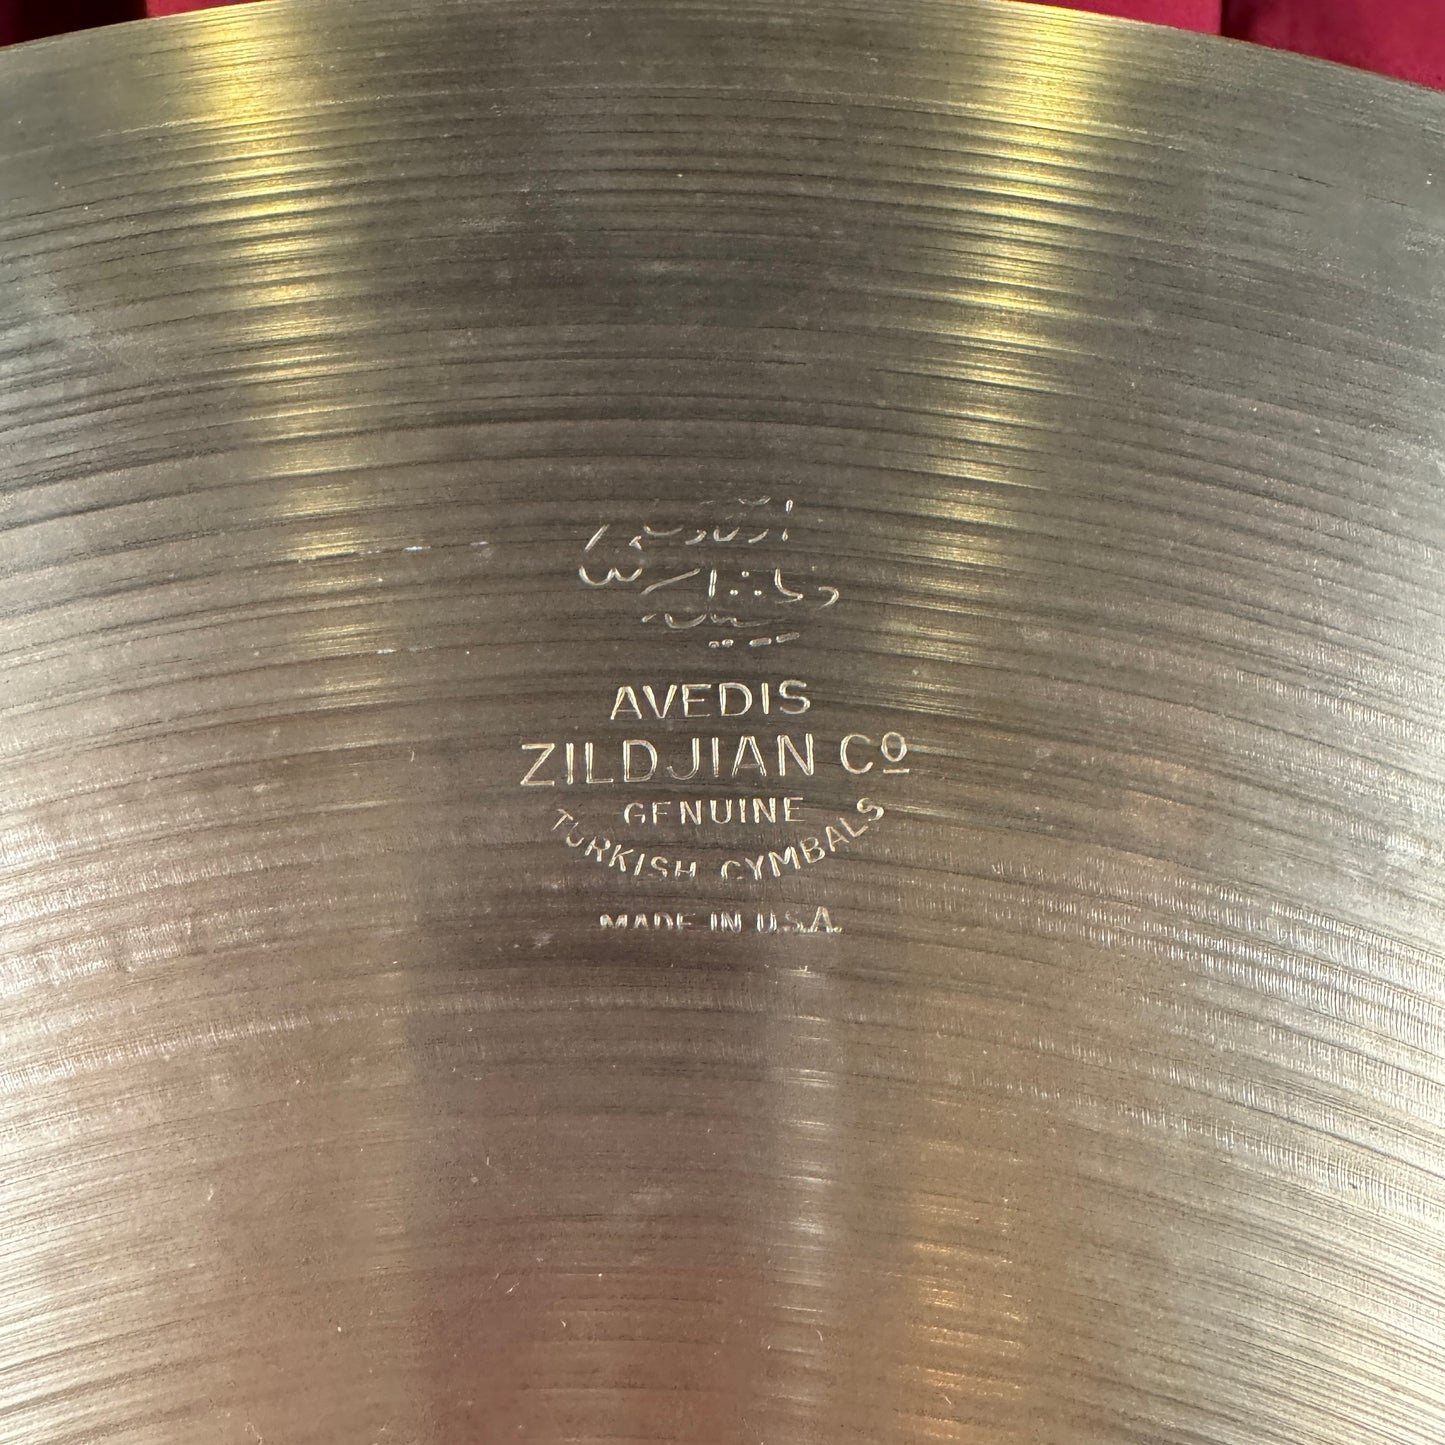 AVEDIS
ZILDJIAN Co
GENUINE
TURKISH CYMBALS
MADE IN U.S.A.